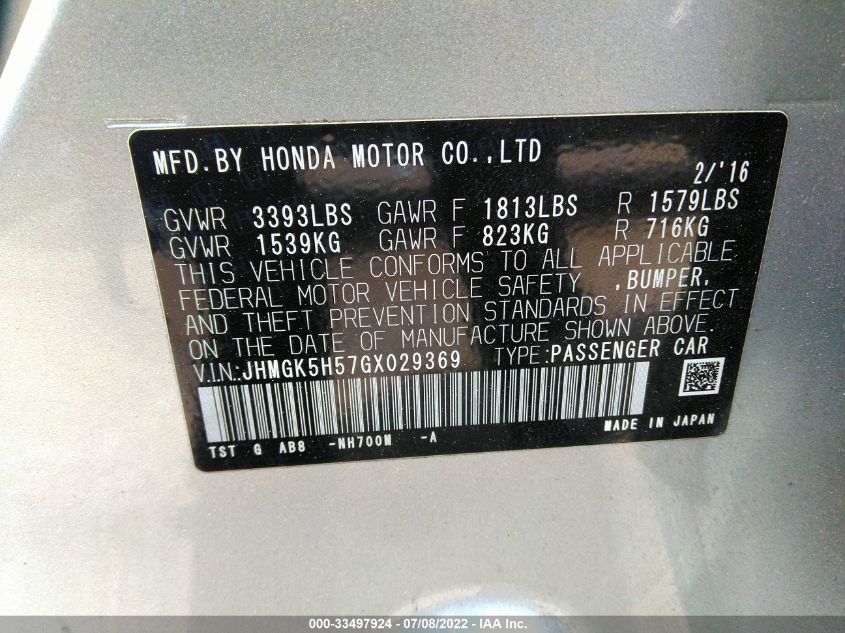 MFD.BY HONDA MOTOR CO.,LTD 2/'16
GVWR 3393LBS GAWR F 1813LBS R 1579LBS
GVWR 1539KG GAWR F 823KG R 716KG
THIS VEHICLE CONFORMS TO ALL APPLICABLE
FEDERAL MOTOR VEHICLE SAFETY ,BUMPER,
AND THEFT PREVENTION STANDARDS IN EFFECT
ON THE DATE OF MANUFACTURE SHOWN ABOVE.
V.I.N:JHMGK5H57GX029369 TYPE:PASSENGER CAR
MADE IN JAPAN
TST G AB8 -NH700M -A
000-33497924 / 07/08/2022 - IAA Inc.